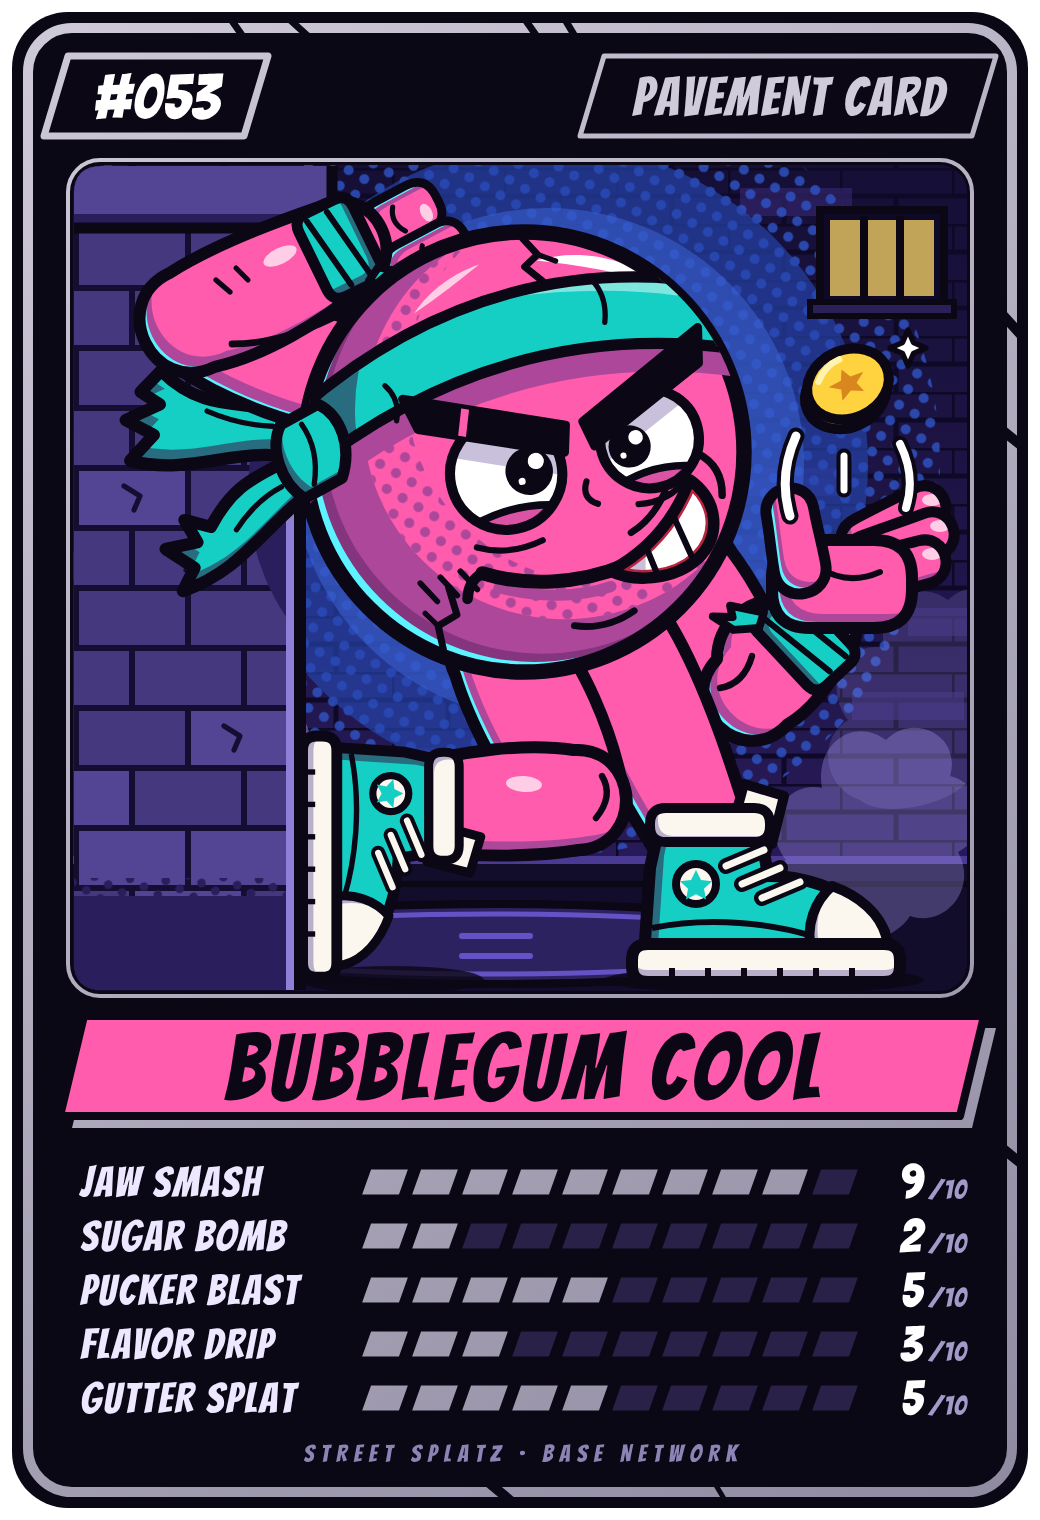 #053
PAVEMENT CARD
BUBBLEGUM COOL
JAW SMASH 9/10
SUGAR BOMB 2/10
PUCKER BLAST 5/10
FLAVOR DRIP 3/10
GUTTER SPLAT 5/10
STREET SPLATZ · BASE NETWORK